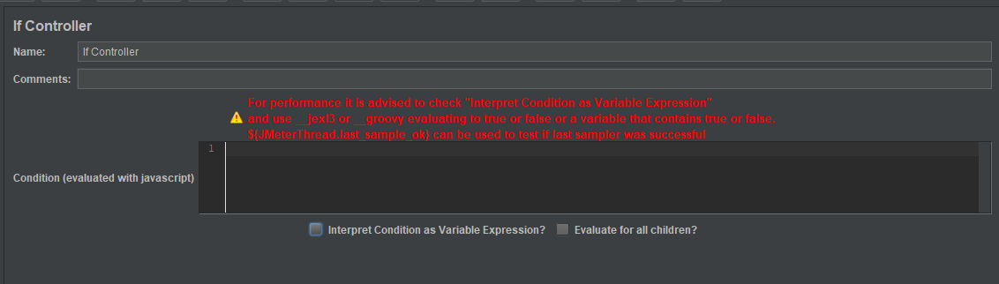 If Controller
Name: If Controller
Comments:
For performance it is advised to check "Interpret Condition as Variable Expression"
and use __jexl3 or __groovy evaluating to true or false or a variable that contains true or false.
${JMeterThread.last_sample_ok} can be used to test if last sampler was successful
1
Condition (evaluated with javascript)
Interpret Condition as Variable Expression? Evaluate for all children?